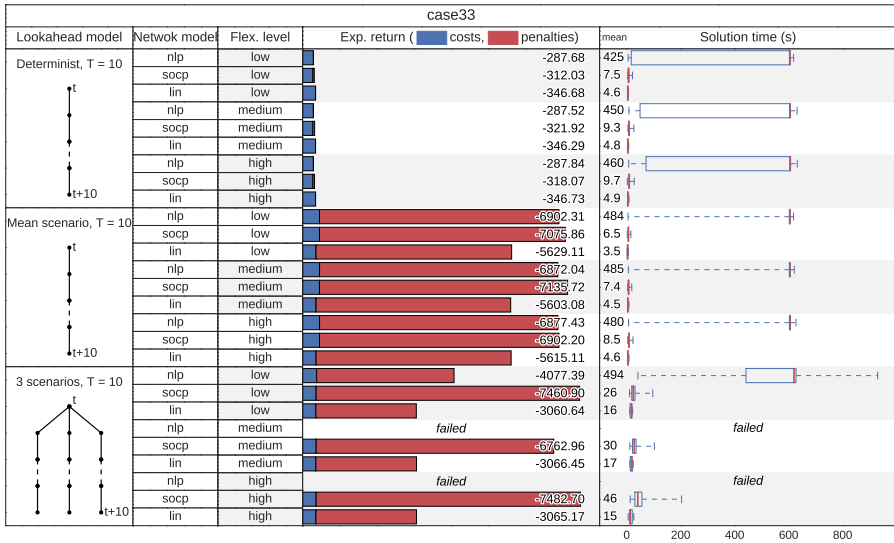 case33
Lookahead model Netwok model Flex. level Exp. return ( costs, penalties) mean Solution time (s)
Determinist, T = 10
t
t+10
nlp low -287.68 425
socp low -312.03 7.5
lin low -346.68 4.6
nlp medium -287.52 450
socp medium -321.92 9.3
lin medium -346.29 4.8
nlp high -287.84 460
socp high -318.07 9.7
lin high -346.73 4.9
Mean scenario, T = 10
t
t+10
nlp low -6902.31 484
socp low -7075.86 6.5
lin low -5629.11 3.5
nlp medium -6872.04 485
socp medium -7135.72 7.4
lin medium -5603.08 4.5
nlp high -6877.43 480
socp high -6902.20 8.5
lin high -5615.11 4.6
3 scenarios, T = 10
t
t+10
nlp low -4077.39 494
socp low -7460.90 26
lin low -3060.64 16
nlp medium failed failed
socp medium -6762.96 30
lin medium -3066.45 17
nlp high failed failed
socp high -7482.70 46
lin high -3065.17 15
0 200 400 600 800